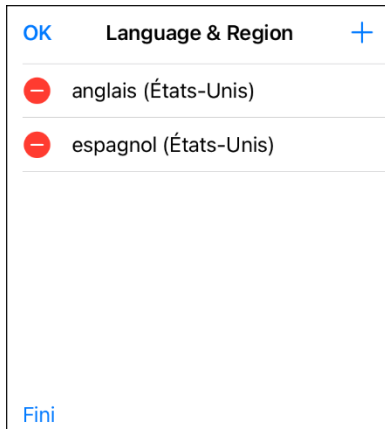 OK Language & Region +
anglais (États-Unis)
espagnol (États-Unis)
Fini